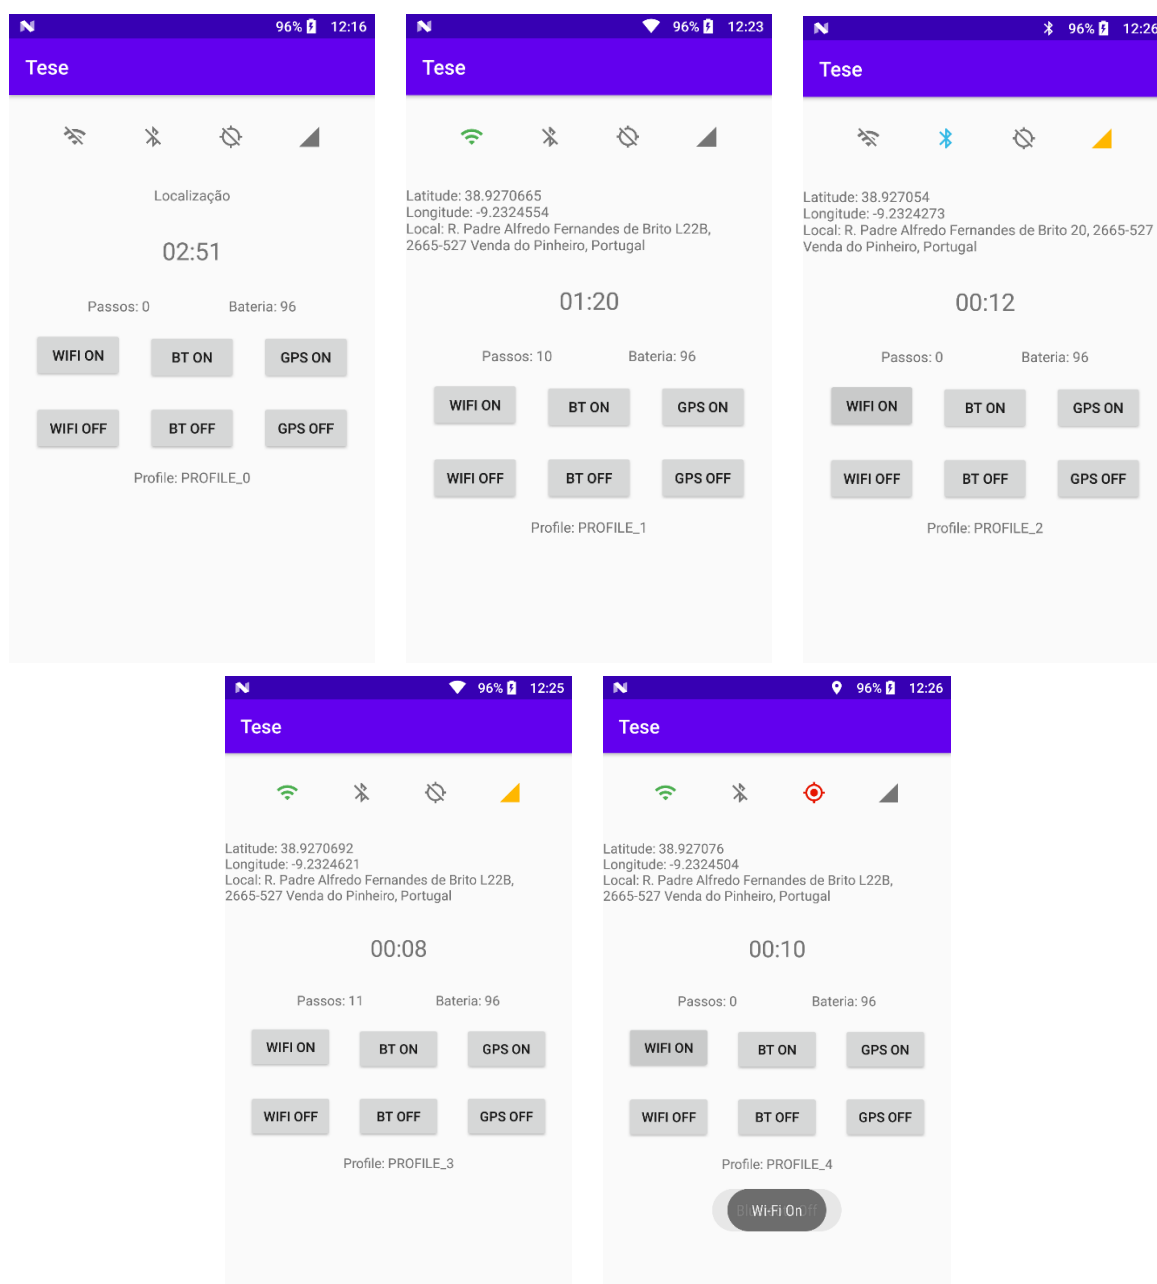 96% 12:16
Tese
Localização
02:51
Passos: 0 Bateria: 96
WIFI ON BT ON GPS ON
WIFI OFF BT OFF GPS OFF
Profile: PROFILE_0
96% 12:23
Tese
Latitude: 38.9270665
Longitude: -9.2324554
Local: R. Padre Alfredo Fernandes de Brito L22B,
2665-527 Venda do Pinheiro, Portugal
01:20
Passos: 10 Bateria: 96
WIFI ON BT ON GPS ON
WIFI OFF BT OFF GPS OFF
Profile: PROFILE_1
96% 12:26
Tese
Latitude: 38.927054
Longitude: -9.2324273
Local: R. Padre Alfredo Fernandes de Brito 20, 2665-527
Venda do Pinheiro, Portugal
00:12
Passos: 0 Bateria: 96
WIFI ON BT ON GPS ON
WIFI OFF BT OFF GPS OFF
Profile: PROFILE_2
96% 12:25
Tese
Latitude: 38.9270692
Longitude: -9.2324621
Local: R. Padre Alfredo Fernandes de Brito L22B,
2665-527 Venda do Pinheiro, Portugal
00:08
Passos: 11 Bateria: 96
WIFI ON BT ON GPS ON
WIFI OFF BT OFF GPS OFF
Profile: PROFILE_3
96% 12:26
Tese
Latitude: 38.927076
Longitude: -9.2324504
Local: R. Padre Alfredo Fernandes de Brito L22B,
2665-527 Venda do Pinheiro, Portugal
00:10
Passos: 0 Bateria: 96
WIFI ON BT ON GPS ON
WIFI OFF BT OFF GPS OFF
Profile: PROFILE_4
Wi-Fi On